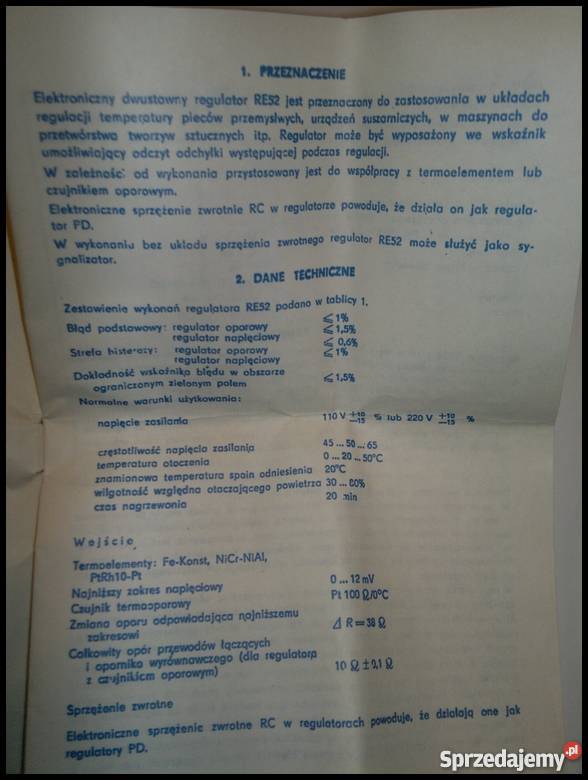 1. PRZEZNACZENIE
Elektroniczny dwustawny regulator RE52 jest przeznaczony do zastosowania w układach
regulacji temperatury pieców przemysłwych, urządzeń suszarniczych, w maszynach do
przetwórstwa tworzyw sztucznych itp. Regulator może być wyposażony we wskaźnik
umożliwiający odczyt odchyłki występującej podczas regulacji.
W zależności od wykonania przystosowany jest do współpracy z termoelementem lub
czujnikiem oporowym.
Elektroniczne sprzężenie zwrotnie RC w regulatorze powoduje, że działa on jak regula-
tor PD.
W wykonaniu bez układu sprzężenia zwrotnego regulator RE52 może służyć jako sy-
gnalizator.
2. DANE TECHNICZNE
Zestawienie wykonań regulatora RE52 podano w tablicy 1.
Błąd podstawowy: regulator oporowy ⩽1%
regulator napięciowy ⩽1,5%
Strefa histerezy: regulator oporowy ⩽ 0,6%
regulator napięciowy ⩽1%
Dokładność wskaźnika błędu w obszarze
ograniczonym zielonym polem ⩽1,5%
Normalne warunki użytkowania:
napięcie zasilania 110 V +10 −15 % lub 220 V +10 −15 %
częstotliwość napięcia zasilania 45 ... 50 ... 65
temperatura otoczenia 0 ... 20 ... 50°C
znamionowa temperatura spoin odniesienia 20°C
wilgotność względna otaczającego powietrza 30 ... 80%
czas nagrzewania 20 min
Wejście
Termoelementy: Fe-Konst, NiCr-NiAl,
PtRh10-Pt
Najniższy zakres napięciowy 0 ... 12 mV
Czujnik termooporowy Pt 100 Ω/0°C
Zmiana oporu odpowiadająca najniższemu
zakresowi Δ R = 38 Ω
Całkowity opór przewodów łączących
i opornika wyrównawczego (dla regulatora
z czujnikiem oporowym) 10 Ω ± 0,1 Ω
Sprzężenie zwrotne
Elektroniczne sprzężenie zwrotne RC w regulatorach powoduje, że działają one jak
regulatory PD.
Sprzedajemy.pl